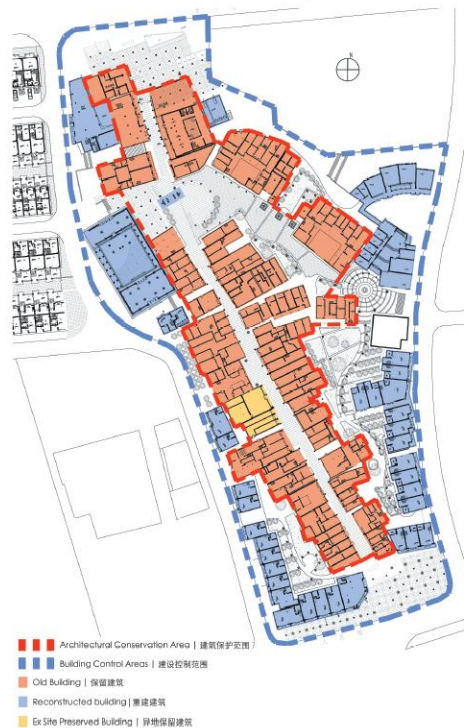 N
Architectural Conservation Area | 建筑保护范围
Building Control Areas | 建设控制范围
Old Building | 保留建筑
Reconstructed building | 重建建筑
Ex Site Preserved Building | 异地保留建筑